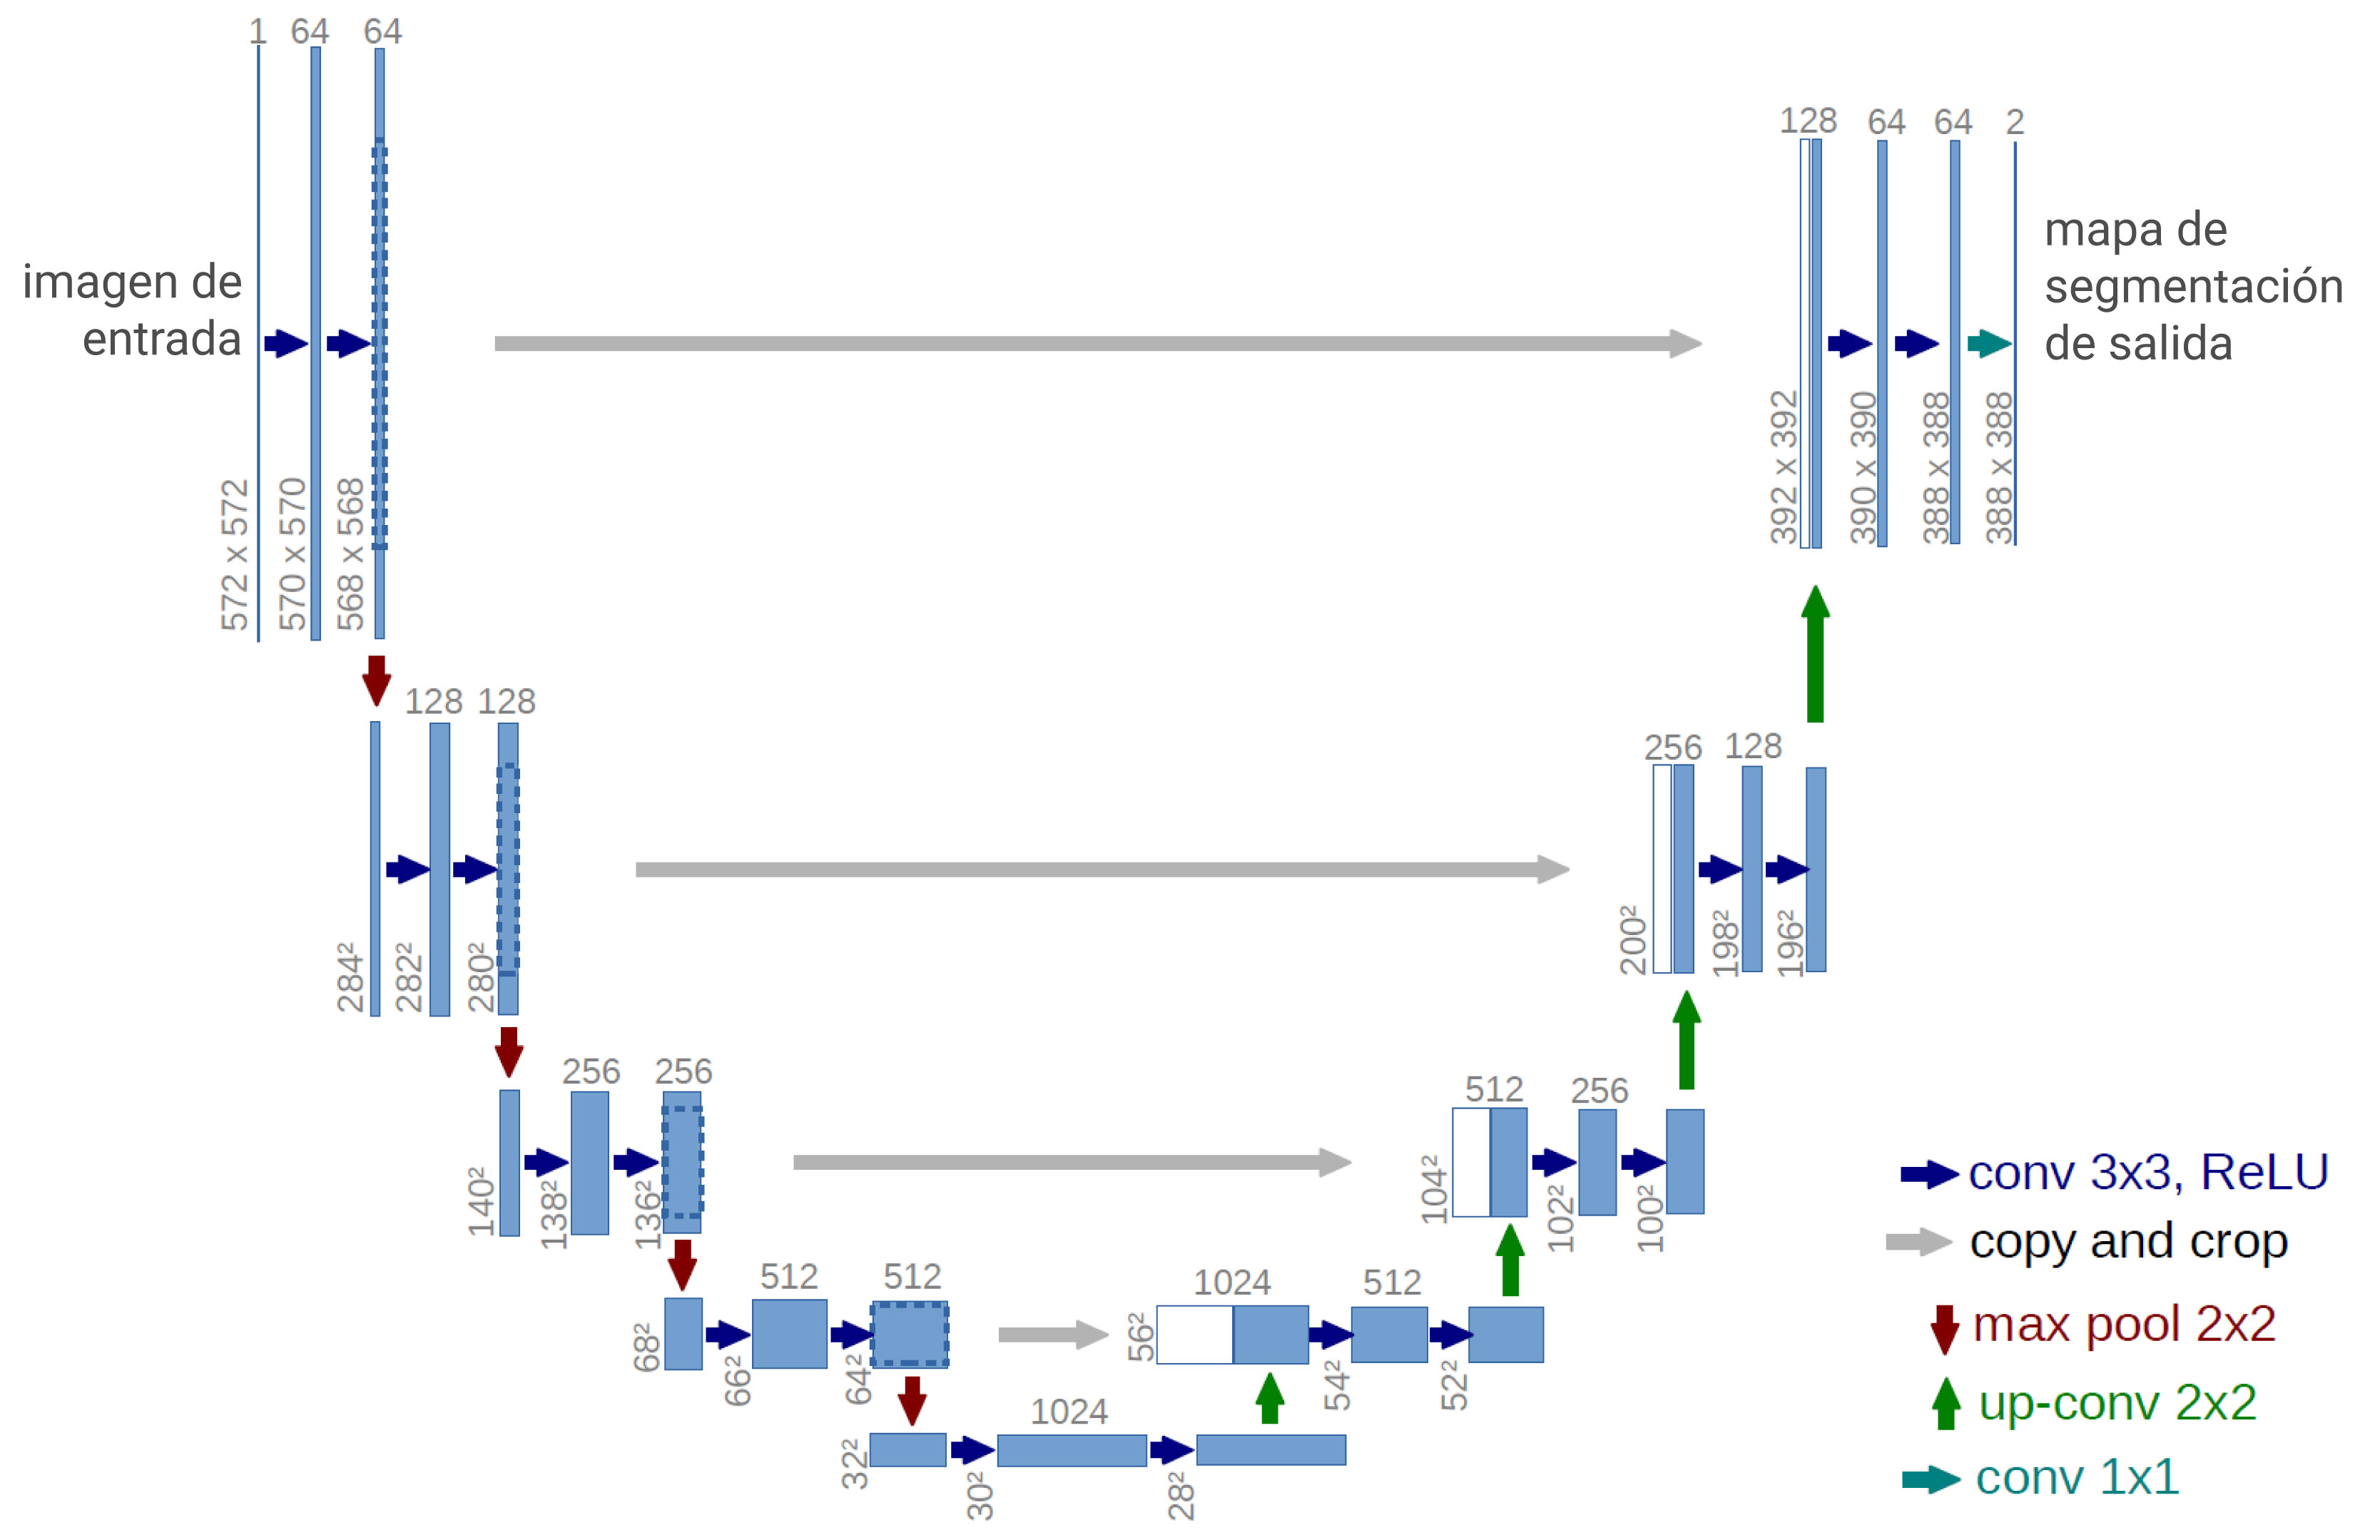 1 64 64
imagen de
entrada
572 x 572
570 x 570
568 x 568
128 64 64 2
392 x 392
390 x 390
388 x 388
388 x 388
mapa de
segmentación
de salida
128 128
284²
282²
280²
256 128
200²
198²
196²
256 256
140²
138²
136²
512 256
104²
102²
100²
512 512
68²
66²
64²
1024 512
56²
54²
52²
1024
32²
30²
28²
conv 3x3, ReLU
copy and crop
max pool 2x2
up-conv 2x2
conv 1x1